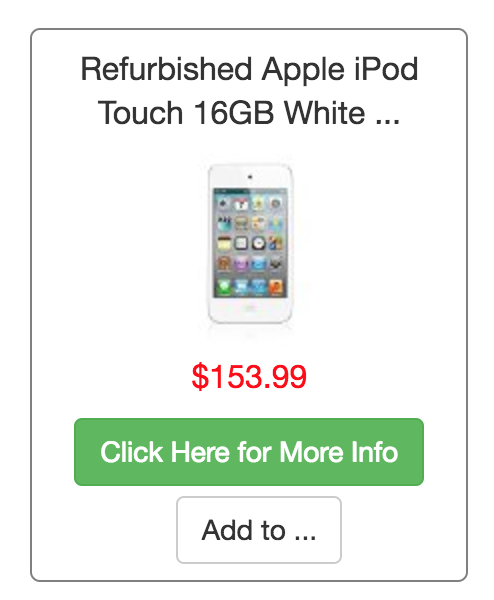 Refurbished Apple iPod
Touch 16GB White ...
$153.99
Click Here for More Info
Add to ...